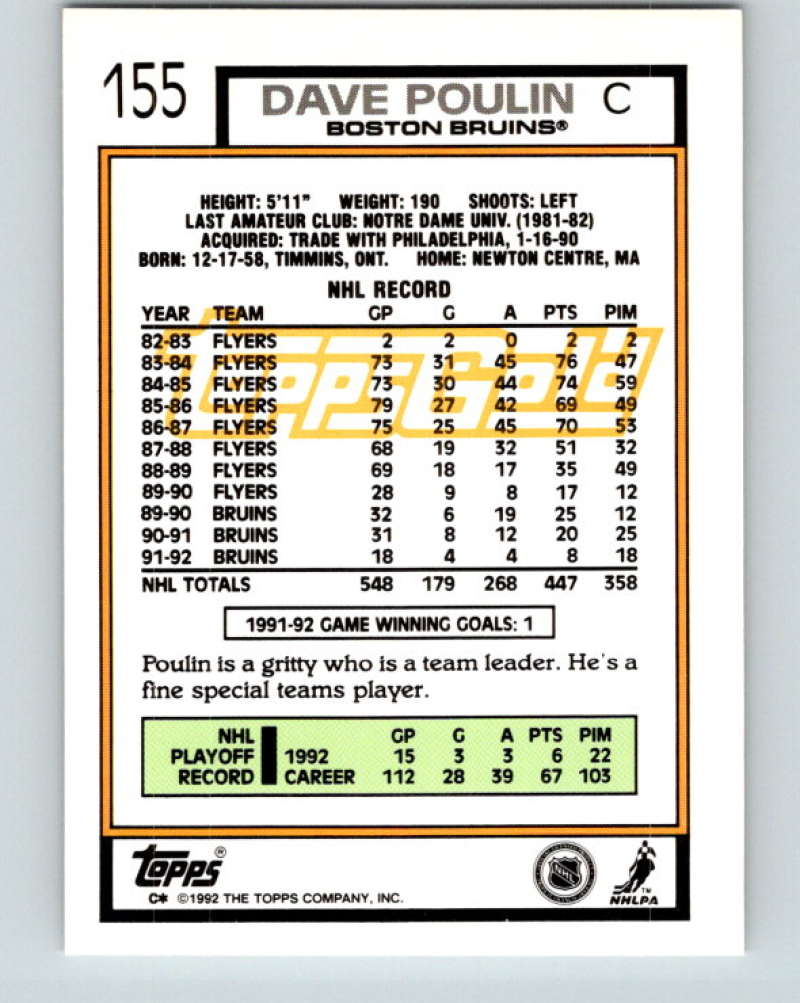 155
DAVE POULIN C
BOSTON BRUINS®
HEIGHT: 5'11" WEIGHT: 190 SHOOTS: LEFT
LAST AMATEUR CLUB: NOTRE DAME UNIV. (1981-82)
ACQUIRED: TRADE WITH PHILADELPHIA, 1-16-90
BORN: 12-17-58, TIMMINS, ONT. HOME: NEWTON CENTRE, MA
NHL RECORD
YEAR TEAM GP G A PTS PIM
82-83 FLYERS 2 2 0 2 2
83-84 FLYERS 73 31 45 76 47
84-85 FLYERS 73 30 44 74 59
85-86 FLYERS 79 27 42 69 49
86-87 FLYERS 75 25 45 70 53
87-88 FLYERS 68 19 32 51 32
88-89 FLYERS 69 18 17 35 49
89-90 FLYERS 28 9 8 17 12
89-90 BRUINS 32 6 19 25 12
90-91 BRUINS 31 8 12 20 25
91-92 BRUINS 18 4 4 8 18
NHL TOTALS 548 179 268 447 358
ToppsGold
1991-92 GAME WINNING GOALS: 1
Poulin is a gritty who is a team leader. He's a
fine special teams player.
NHL GP G A PTS PIM
PLAYOFF 1992 15 3 3 6 22
RECORD CAREER 112 28 39 67 103
Topps®
C* ©1992 THE TOPPS COMPANY, INC.
NHL
TM
NHLPA